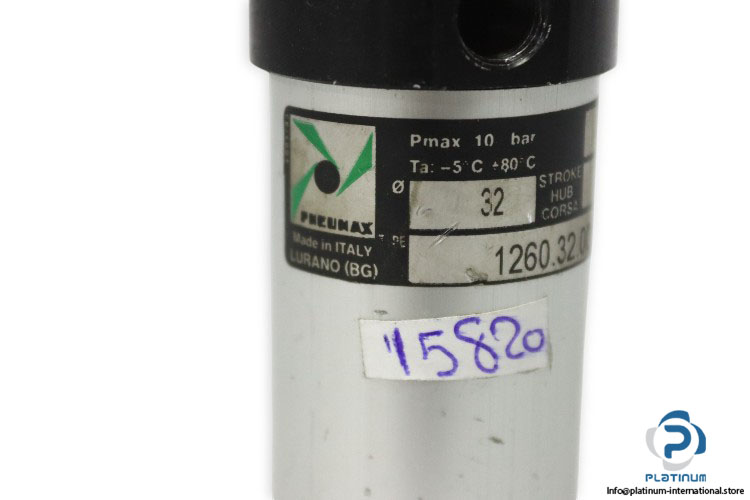 Pmax 10 bar
Ta: -5°C +80°C
Ø 32
STROKE
HUB
CORSA
PNEUMAX
Made in ITALY
LURANO (BG)
TYPE
1260.32.0
15820
PLATINUM
Info@platinum-international.store